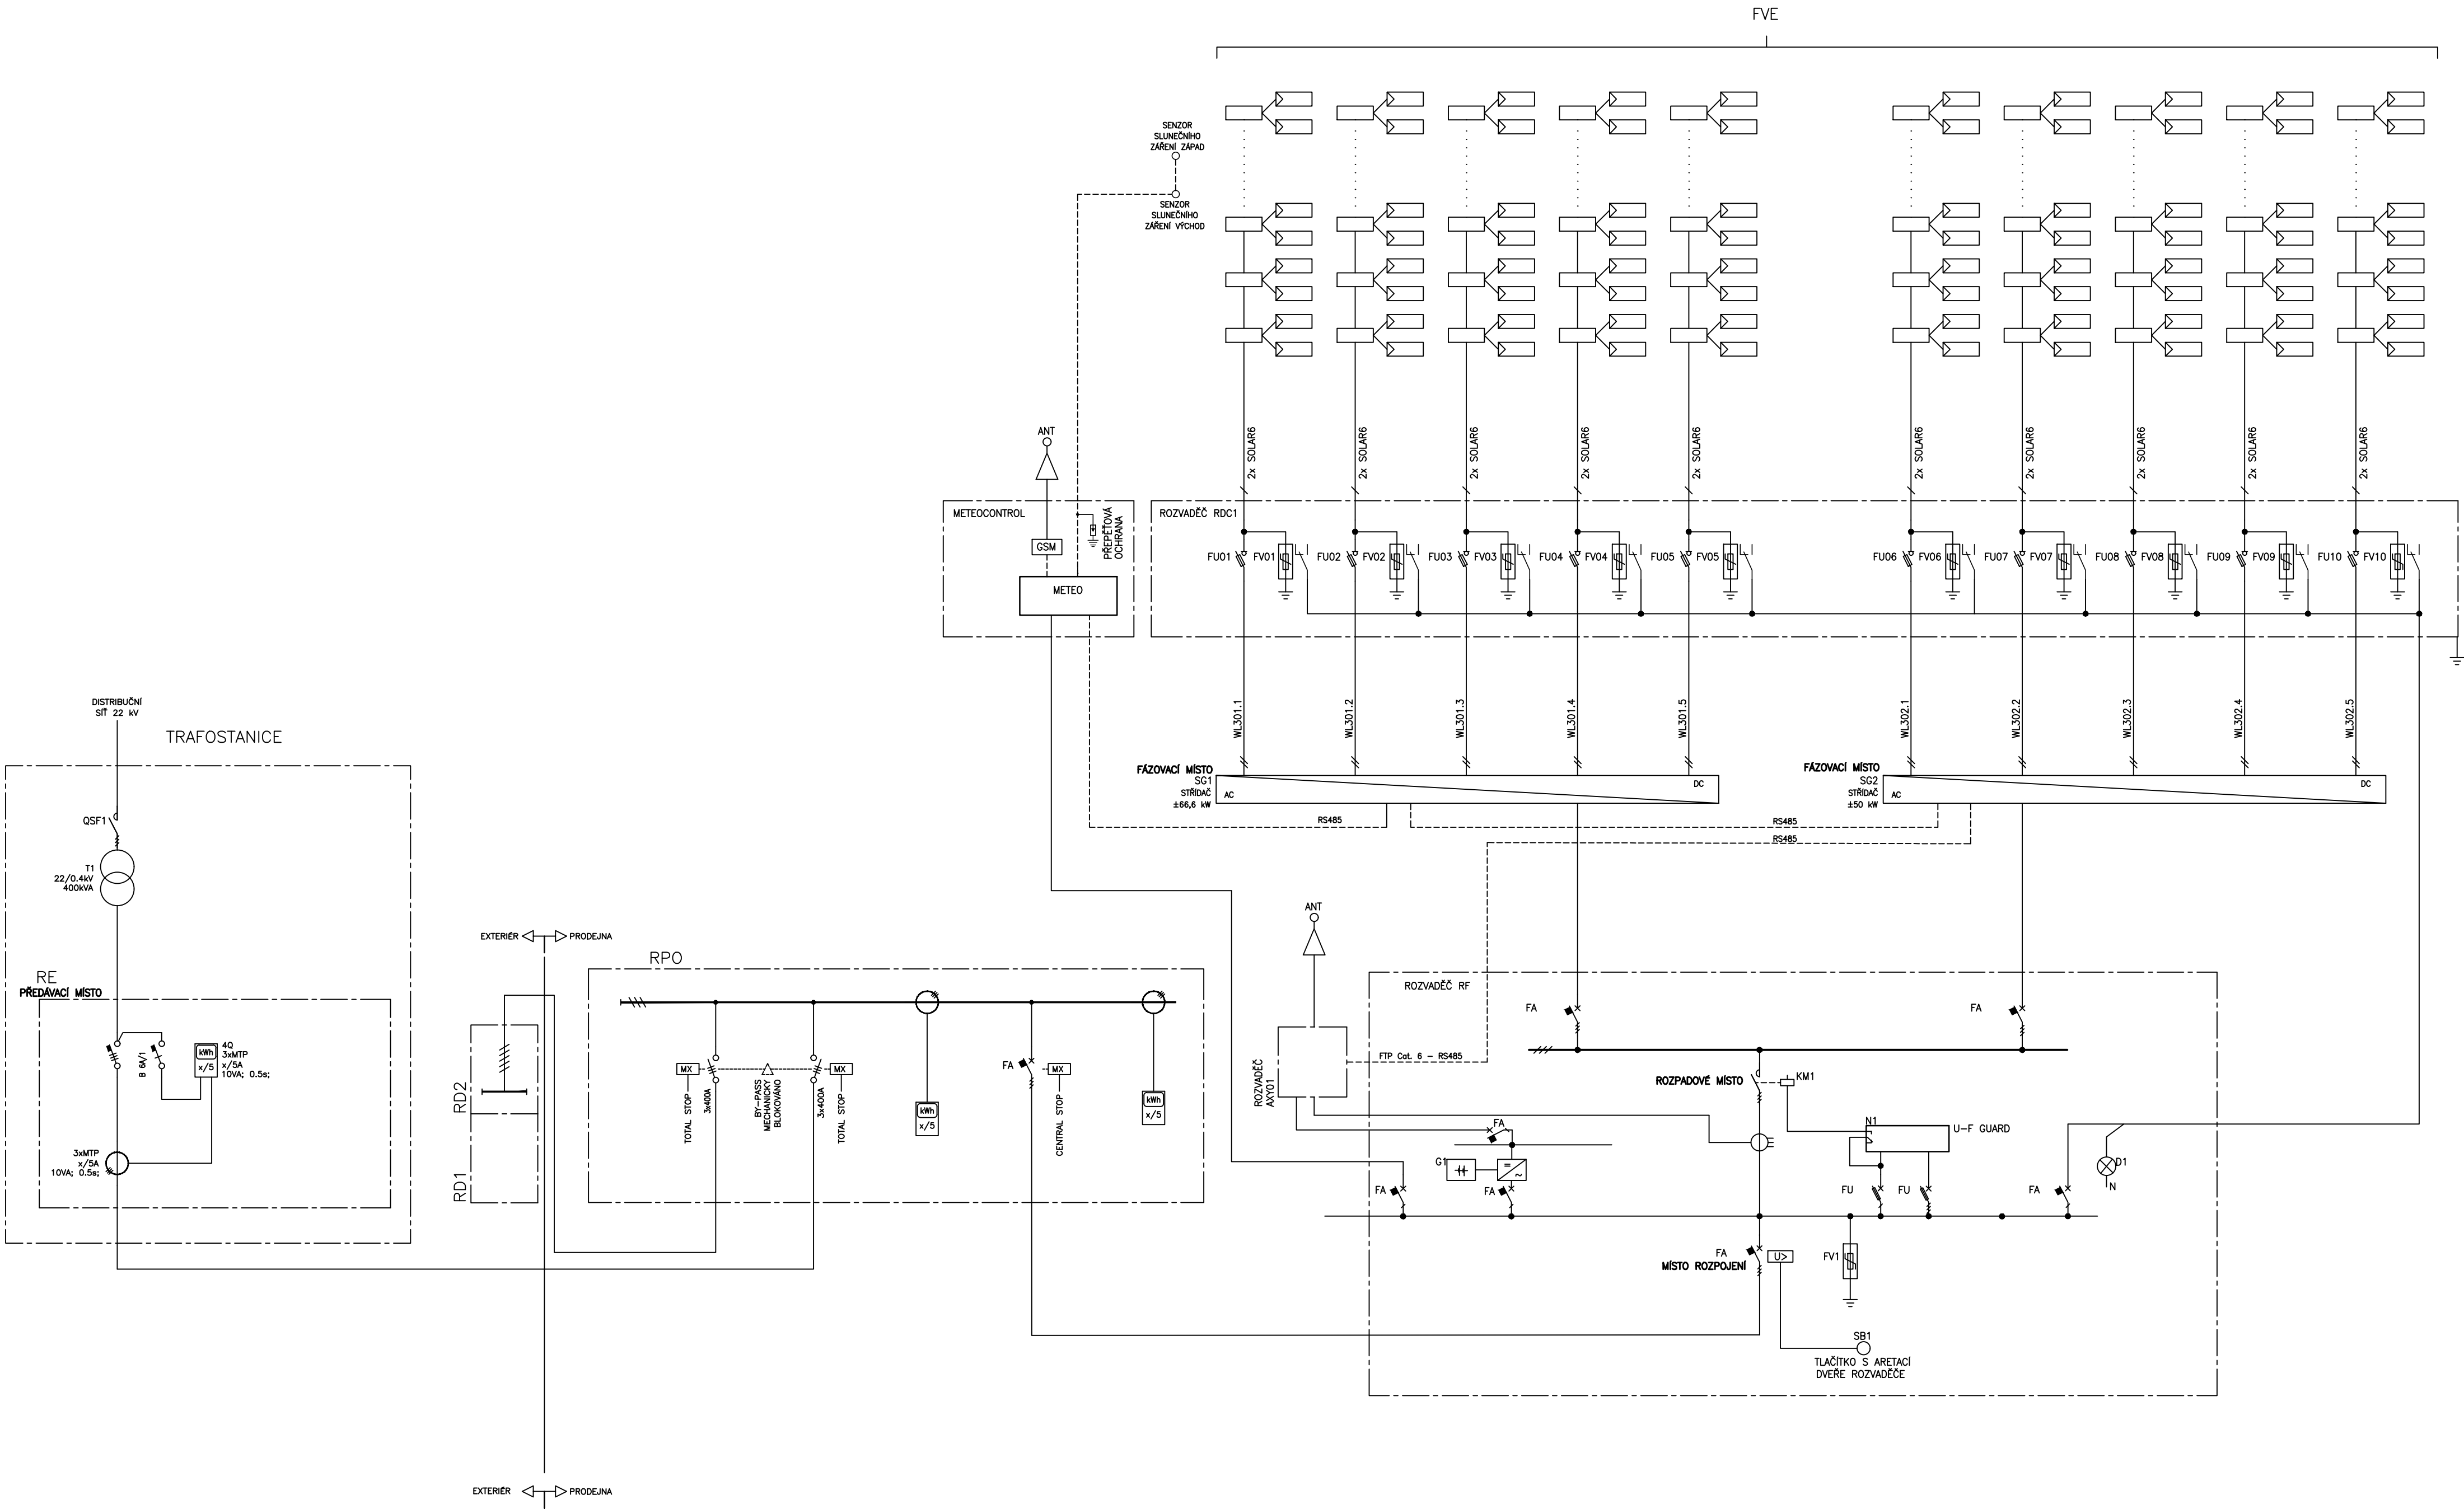 FVE
SENZOR
SLUNEČNÍHO
ZÁŘENÍ ZÁPAD
SENZOR
SLUNEČNÍHO
ZÁŘENÍ VÝCHOD
2x SOLAR6
2x SOLAR6
2x SOLAR6
2x SOLAR6
2x SOLAR6
2x SOLAR6
2x SOLAR6
2x SOLAR6
2x SOLAR6
2x SOLAR6
ANT
METEOCONTROL
GSM
PŘEPĚŤOVÁ
OCHRANA
METEO
ROZVADĚČ RDC1
FU01
FV01
FU02
FV02
FU03
FV03
FU04
FV04
FU05
FV05
FU06
FV06
FU07
FV07
FU08
FV08
FU09
FV09
FU10
FV10
WL301.1
WL301.2
WL301.3
WL301.4
WL301.5
WL302.1
WL302.2
WL302.3
WL302.4
WL302.5
FÁZOVACÍ MÍSTO
SG1
STŘÍDAČ
±66,6 kW
AC
DC
FÁZOVACÍ MÍSTO
SG2
STŘÍDAČ
±50 kW
AC
DC
RS485
RS485
RS485
DISTRIBUČNÍ
SÍŤ 22 kV
TRAFOSTANICE
QSF1
T1
22/0.4kV
400kVA
RE
PŘEDÁVACÍ MÍSTO
B 6A/1
kWh
x/5
4Q
3xMTP
x/5A
10VA; 0.5s;
3xMTP
x/5A
10VA; 0.5s;
EXTERIÉR
PRODEJNA
RD2
RD1
RPO
MX
TOTAL STOP
3x400A
BY-PASS
MECHANICKY
BLOKOVÁNO
3x400A
MX
TOTAL STOP
kWh
x/5
FA
MX
CENTRAL STOP
kWh
x/5
ANT
ROZVADĚČ
AXY01
FTP Cat. 6 - RS485
ROZVADĚČ RF
FA
FA
ROZPADOVÉ MÍSTO
KM1
N1
U-F GUARD
FA
G1
=
~
FA
FA
FU
FU
FA
D1
N
FA
MÍSTO ROZPOJENÍ
U>
FV1
SB1
TLAČÍTKO S ARETACÍ
DVEŘE ROZVADĚČE
EXTERIÉR
PRODEJNA